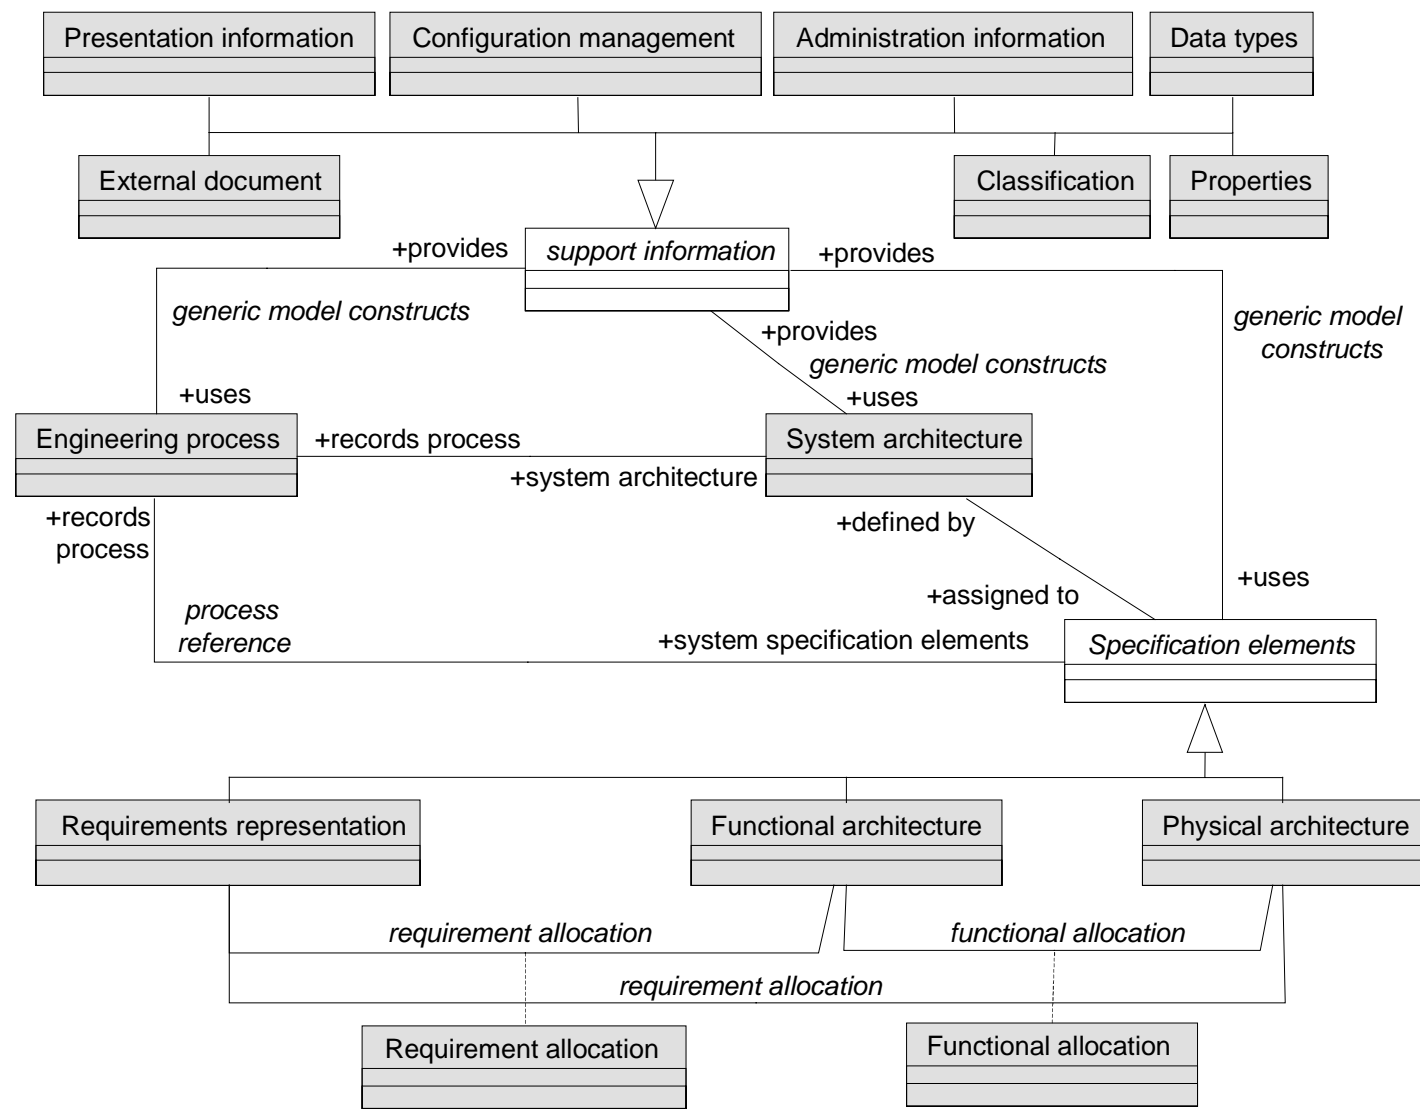 Presentation information
Configuration management
Administration information
Data types
External document
Classification
Properties
+provides
support information
+provides
generic model constructs
+provides
generic model constructs
generic model
constructs
+uses
+uses
Engineering process
+records process
System architecture
+system architecture
+records
process
+defined by
+uses
+assigned to
process
reference
+system specification elements
Specification elements
Requirements representation
Functional architecture
Physical architecture
requirement allocation
functional allocation
requirement allocation
Requirement allocation
Functional allocation